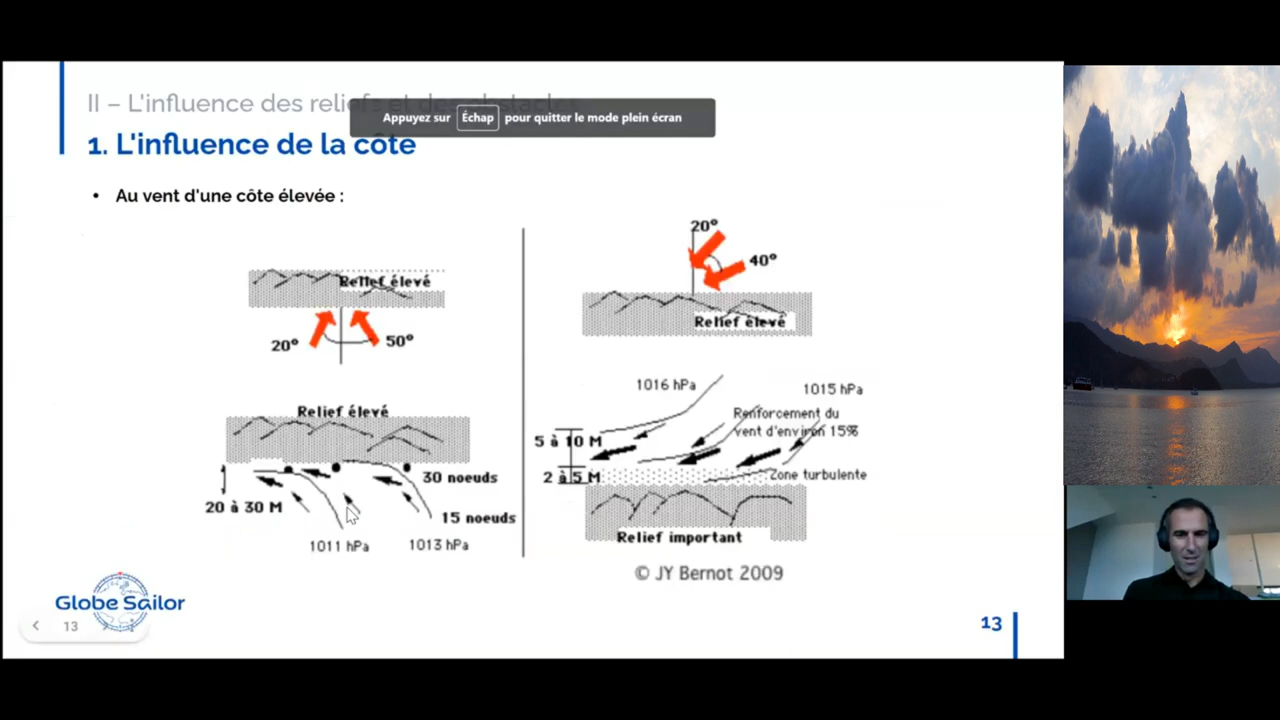 II – L'influence des reliefs et des obstacles
Appuyez sur Échap pour quitter le mode plein écran
1. L'influence de la côte
• Au vent d'une côte élevée :
Relief élevé
20°
50°
Relief élevé
30 noeuds
20 à 30 M
15 noeuds
1011 hPa
1013 hPa
20°
40°
Relief élevé
1016 hPa
1015 hPa
Renforcement du
vent d'environ 15%
5 à 10 M
2 à 5 M
Zone turbulente
Relief important
© JY Bernot 2009
Globe Sailor
13
13